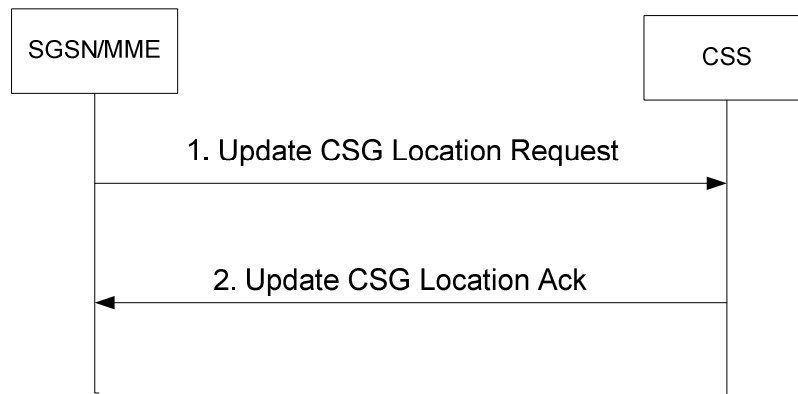 SGSN/MME
CSS
1. Update CSG Location Request
2. Update CSG Location Ack